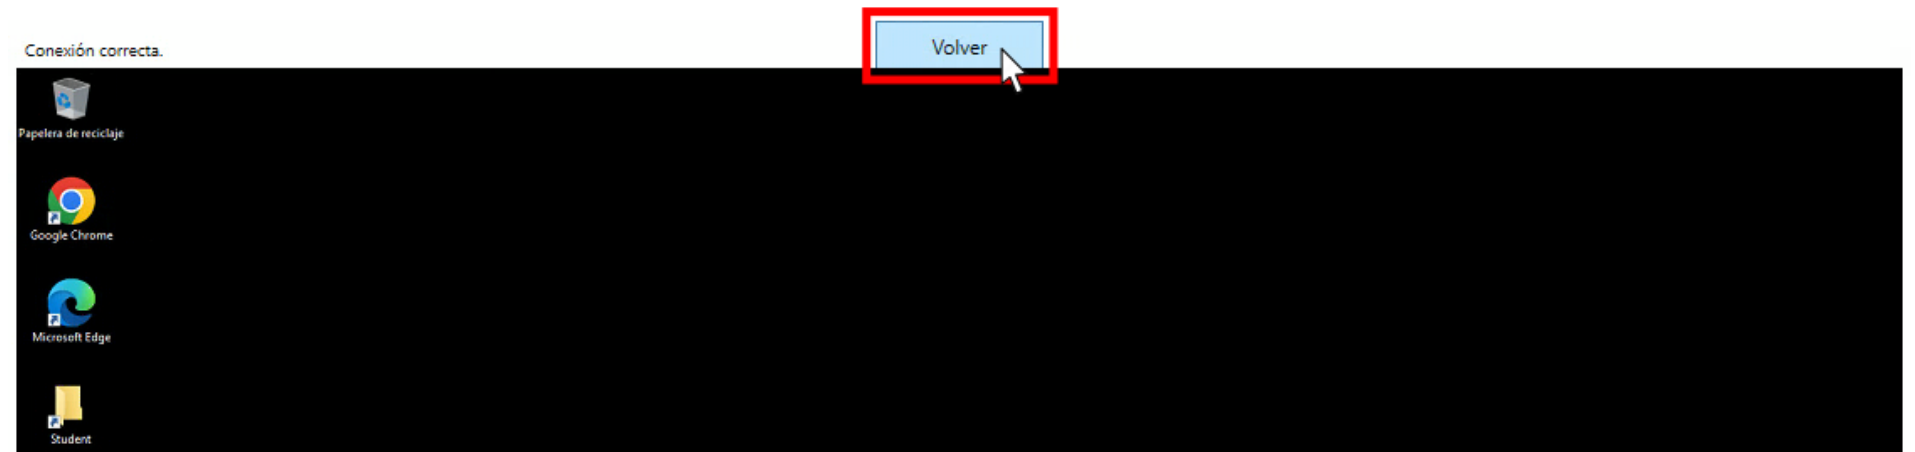 Volver
Conexión correcta.
Papelera de reciclaje
Google Chrome
Microsoft Edge
Student